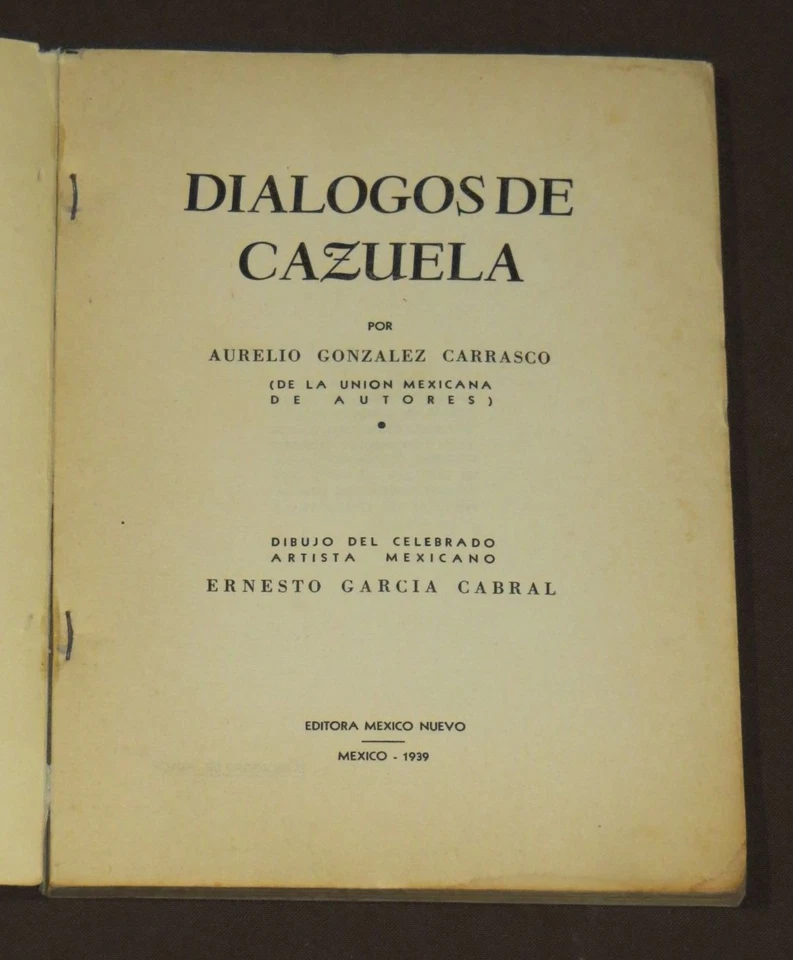 DIALOGOS DE
CAZUELA
POR
AURELIO GONZALEZ CARRASCO
(DE LA UNION MEXICANA
DE AUTORES)
DIBUJO DEL CELEBRADO
ARTISTA MEXICANO
ERNESTO GARCIA CABRAL
EDITORA MEXICO NUEVO
MEXICO - 1939